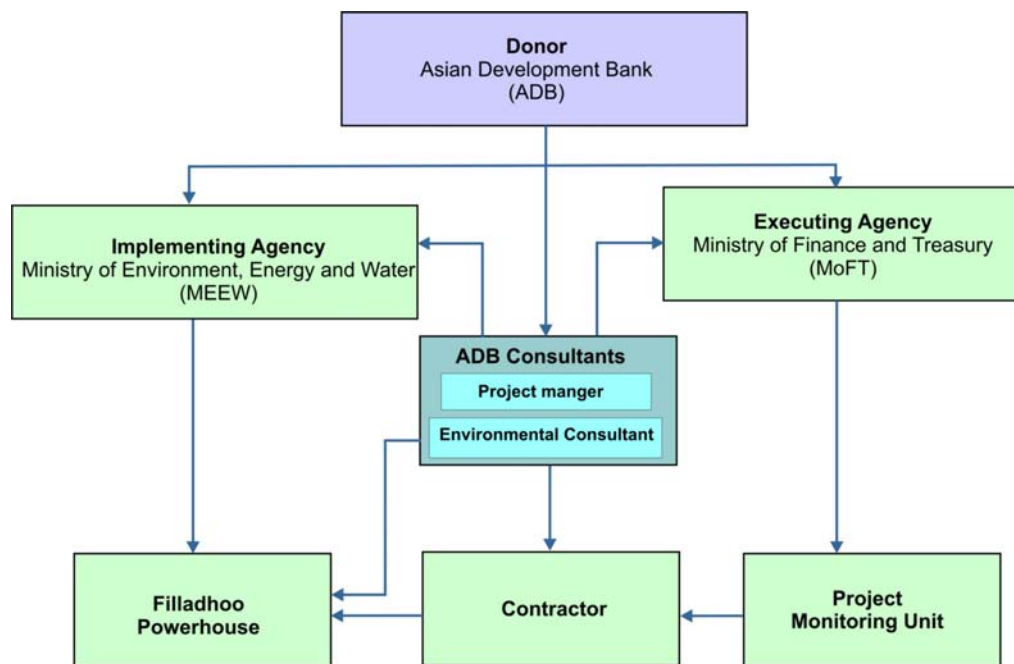 Donor
Asian Development Bank
(ADB)
Implementing Agency
Ministry of Environment, Energy and Water
(MEEW)
Executing Agency
Ministry of Finance and Treasury
(MoFT)
ADB Consultants
Project manger
Environmental Consultant
Filladhoo
Powerhouse
Contractor
Project
Monitoring Unit